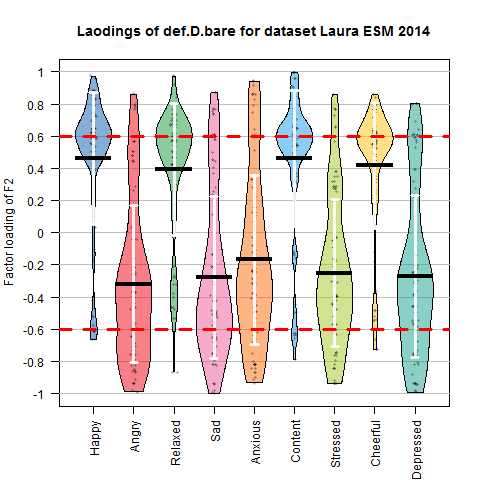 Laodings of def.D.bare for dataset Laura ESM 2014
Factor loading of F2
1
0.8
0.6
0.4
0.2
0
-0.2
-0.4
-0.6
-0.8
-1
Happy
Angry
Relaxed
Sad
Anxious
Content
Stressed
Cheerful
Depressed